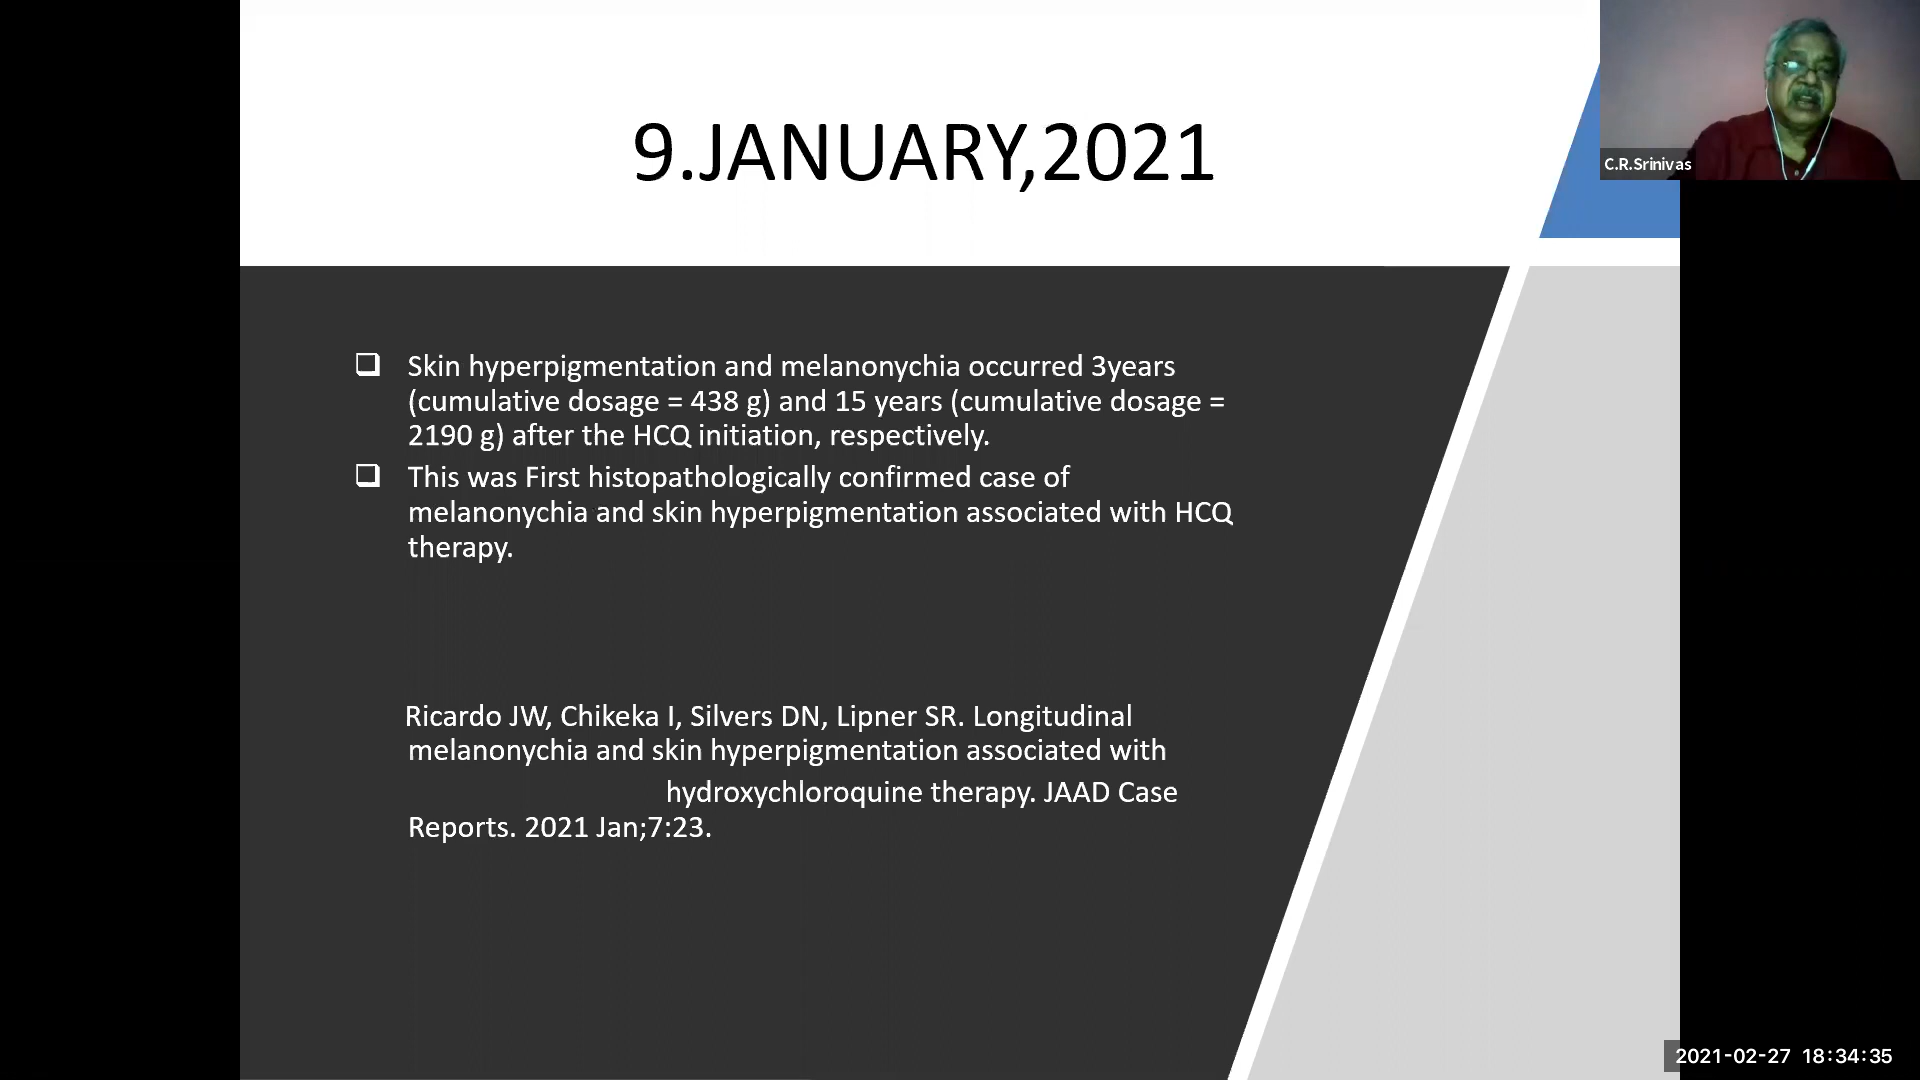 9.JANUARY,2021
C.R.Srinivas
❑ Skin hyperpigmentation and melanonychia occurred 3years
(cumulative dosage = 438 g) and 15 years (cumulative dosage =
2190 g) after the HCQ initiation, respectively.
❑ This was First histopathologically confirmed case of
melanonychia and skin hyperpigmentation associated with HCQ
therapy.
Ricardo JW, Chikeka I, Silvers DN, Lipner SR. Longitudinal
melanonychia and skin hyperpigmentation associated with
hydroxychloroquine therapy. JAAD Case
Reports. 2021 Jan;7:23.
2021-02-27 18:34:35